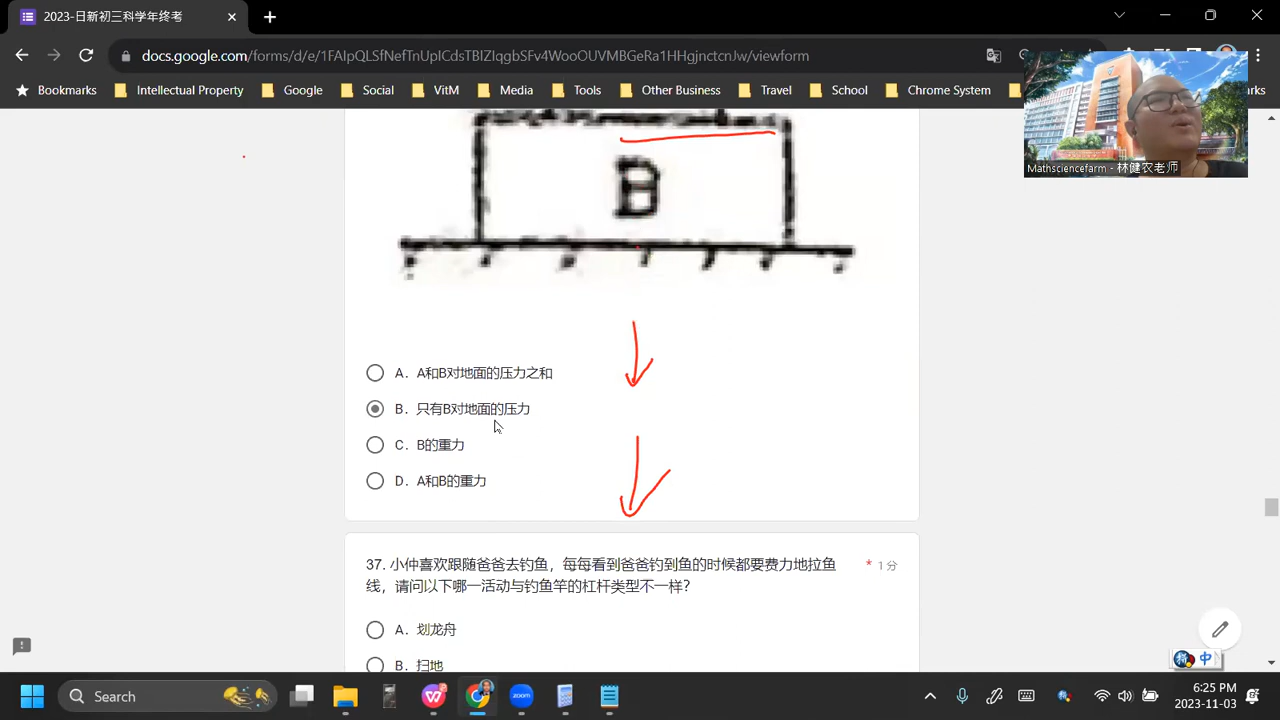 2023-日新初三科学年终考
docs.google.com/forms/d/e/1FAIpQLSfNefTnUpICdsTBIZIgqbSFv4WooOUVMBGeRa1HHgjnctcnJw/viewform
Bookmarks
Intellectual Property
Google
Social
VitM
Media
Tools
Other Business
Travel
School
Chrome System
Mathsciencefarm - 林健农老师
B
A. A和B对地面的压力之和
B. 只有B对地面的压力
C. B的重力
D. A和B的重力
37. 小仲喜欢跟随爸爸去钓鱼，每每看到爸爸钓到鱼的时候都要费力地拉鱼
线，请问以下哪一活动与钓鱼竿的杠杆类型不一样?
* 1 分
A. 划龙舟
B. 扫地
中
Search
zoom
6:25 PM
2023-11-03